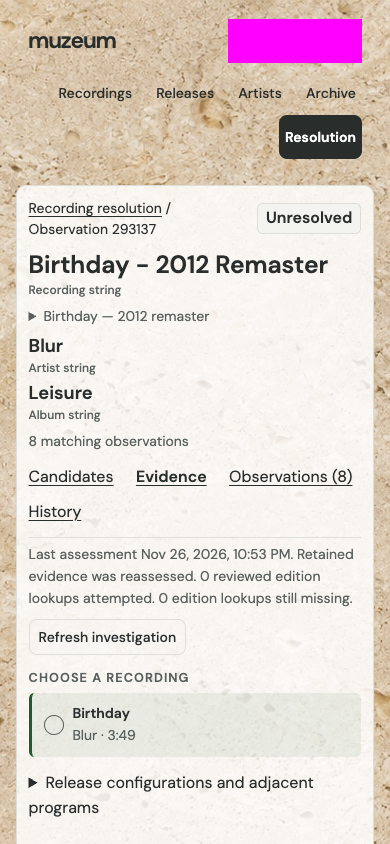 muzeum
Recordings Releases Artists Archive
Resolution
Recording resolution /
Observation 293137
Unresolved
Birthday - 2012 Remaster
Recording string
▶ Birthday — 2012 remaster
Blur
Artist string
Leisure
Album string
8 matching observations
Candidates Evidence Observations (8)
History
Last assessment Nov 26, 2026, 10:53 PM. Retained
evidence was reassessed. 0 reviewed edition
lookups attempted. 0 edition lookups still missing.
Refresh investigation
CHOOSE A RECORDING
Birthday
Blur · 3:49
▶ Release configurations and adjacent
programs